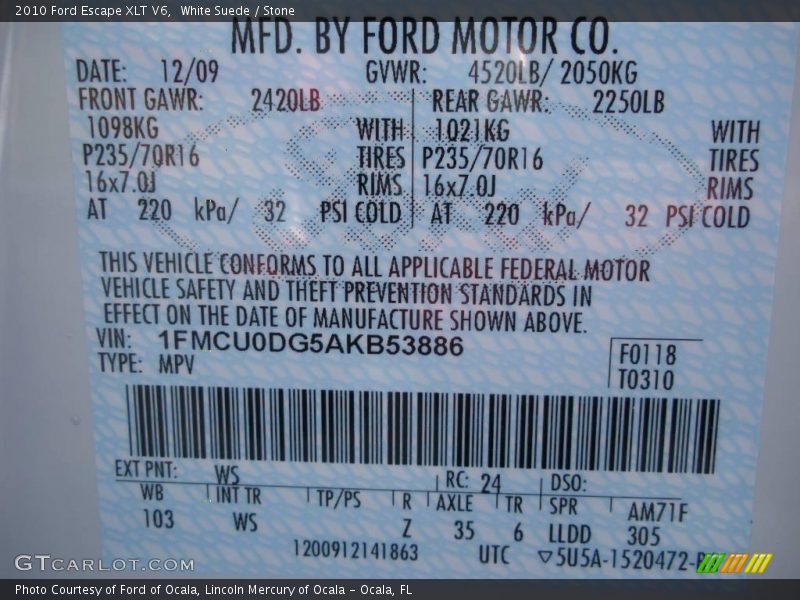 2010 Ford Escape XLT V6,  White Suede / Stone
MFD. BY FORD MOTOR CO.
DATE: 12/09 GVWR: 4520LB/ 2050KG
FRONT GAWR: 2420LB REAR GAWR: 2250LB
1098KG WITH 1021KG WITH
P235/70R16 TIRES P235/70R16 TIRES
16x7.0J RIMS 16x7.0J RIMS
AT 220 kPa/ 32 PSI COLD AT 220 kPa/ 32 PSI COLD
THIS VEHICLE CONFORMS TO ALL APPLICABLE FEDERAL MOTOR
VEHICLE SAFETY AND THEFT PREVENTION STANDARDS IN
EFFECT ON THE DATE OF MANUFACTURE SHOWN ABOVE.
VIN: 1FMCU0DG5AKB53886 F0118
TYPE: MPV T0310
EXT PNT: WS RC: 24 DSO:
WB INT TR TP/PS R AXLE TR SPR AM71F
103 WS Z 35 6 LLDD 305
1200912141863 UTC ▽5U5A-1520472-
GTCARLOT.COM
Photo Courtesy of Ford of Ocala, Lincoln Mercury of Ocala – Ocala, FL